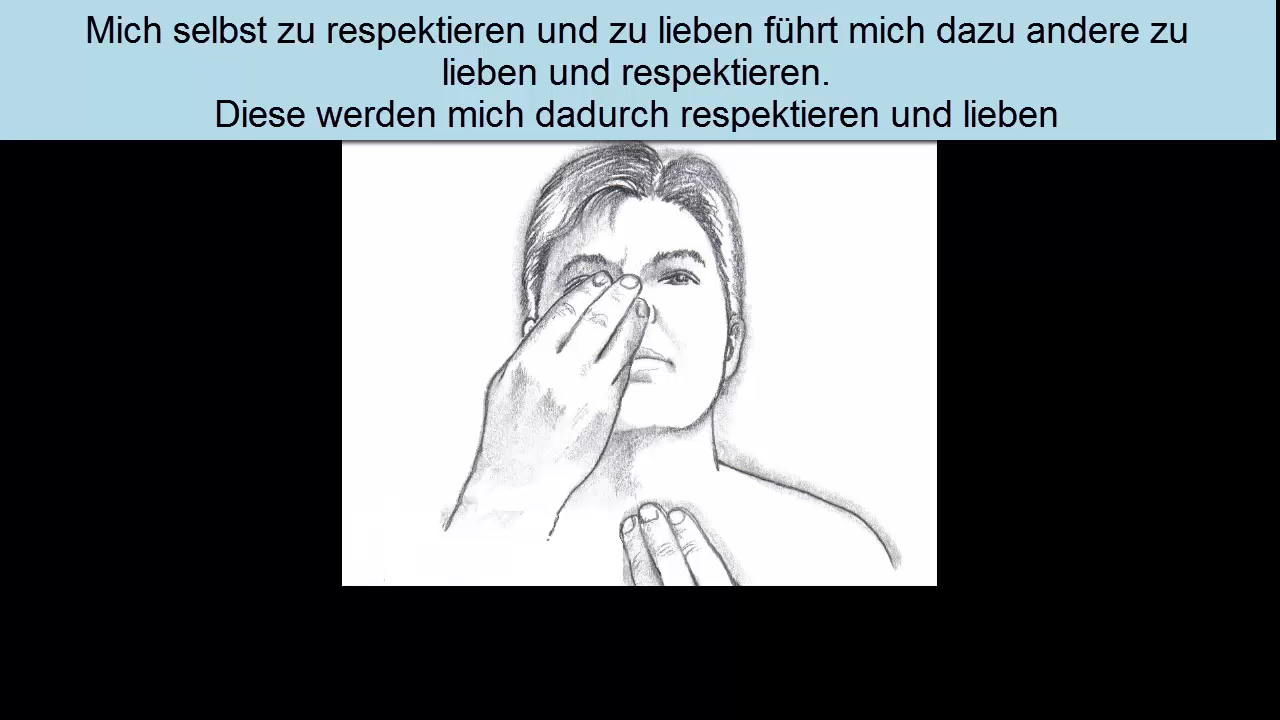 Mich selbst zu respektieren und zu lieben führt mich dazu andere zu
lieben und respektieren.
Diese werden mich dadurch respektieren und lieben